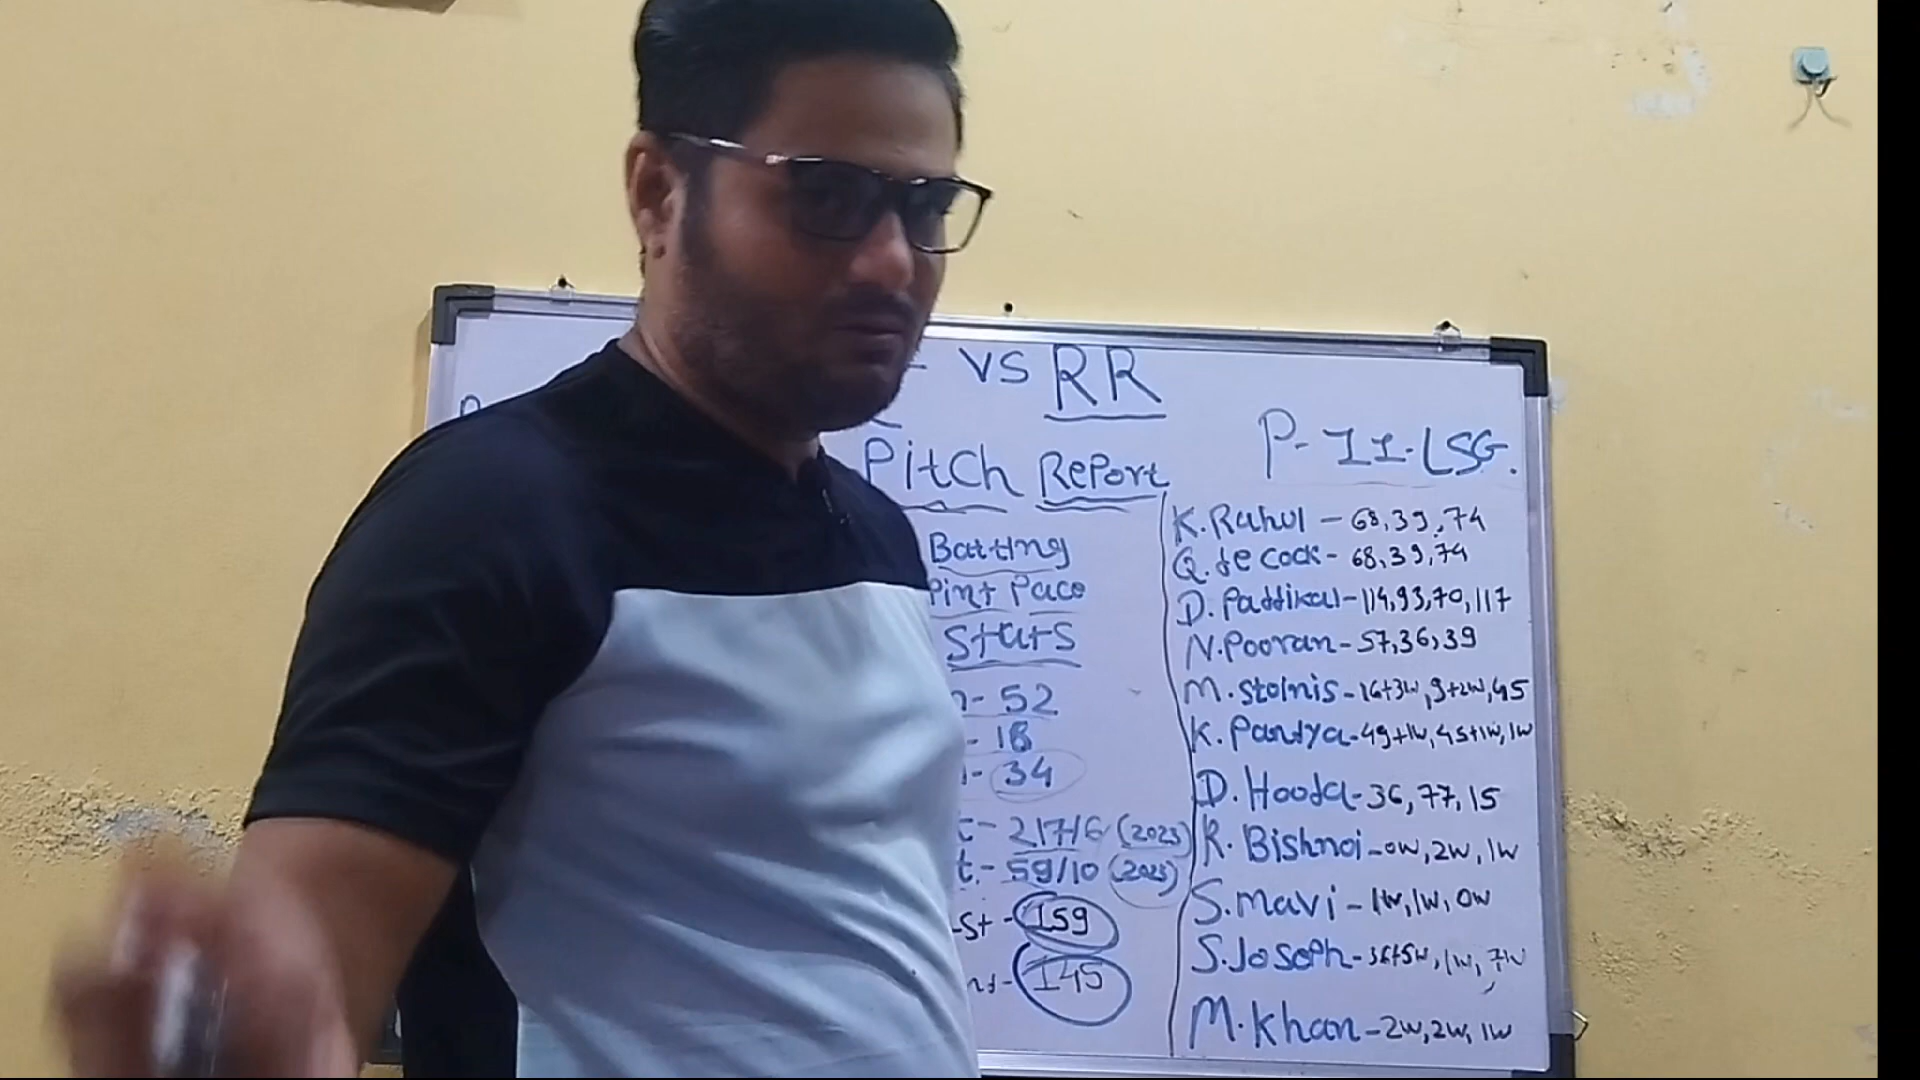 VS RR
Pitch Report
Batting
Pint Pace
Stats
- 52
- 18
- 34
- 217/6 (2023)
t.- 59/10 (2023)
st - 159
- 145
P-11-LSG.
K.Rahul - 68,39,74
Q.de cock - 68,39,74
D.Paddikal-114,93,70,117
N.Pooran-57,36,39
M.Stoinis-16+3W,9+2W,45
K.Pandya-49+1W,45+1W,1W
D.Hooda-36,77,15
R.Bishnoi-0W,2W,1W
S.mavi-1W,1W,0W
S.Joseph-36+5W,1W,7W
M.Khan-2W,2W,1W